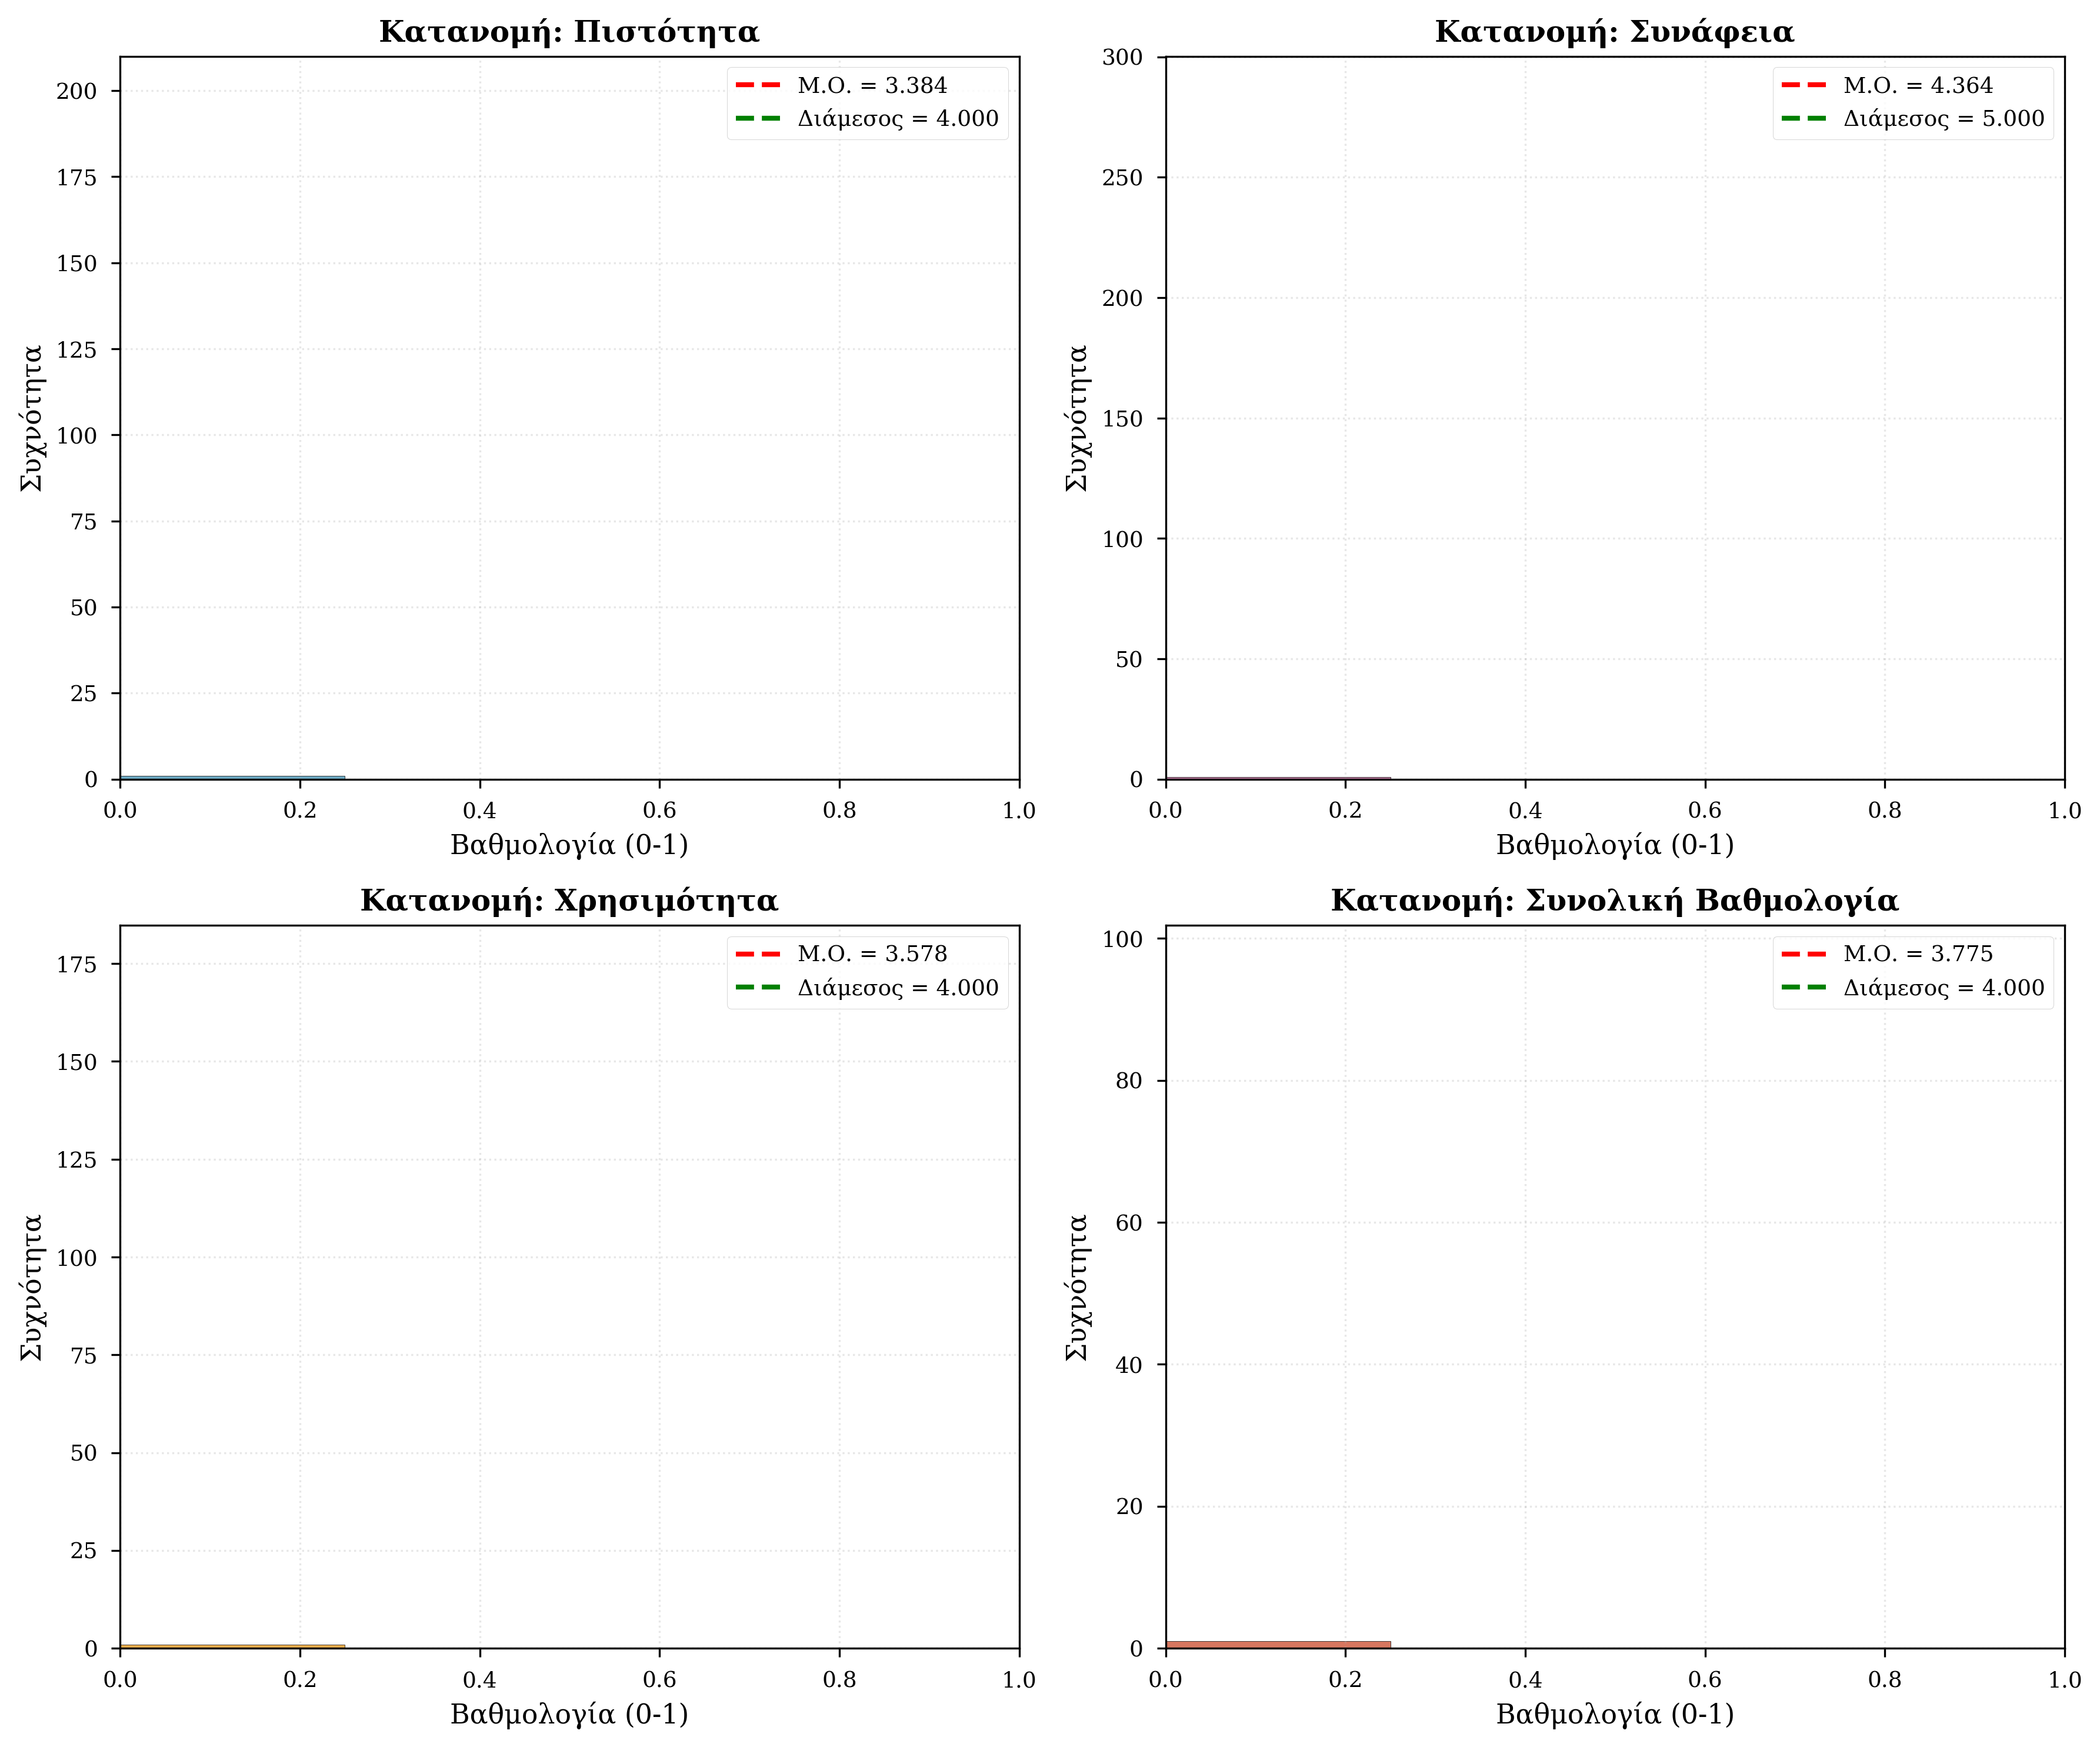 Κατανομή: Πιστότητα
Μ.Ο. = 3.384
Διάμεσος = 4.000
200
175
150
125
100
75
50
25
0
Συχνότητα
0.0 0.2 0.4 0.6 0.8 1.0
Βαθμολογία (0-1)
Κατανομή: Συνάφεια
Μ.Ο. = 4.364
Διάμεσος = 5.000
300
250
200
150
100
50
0
Συχνότητα
0.0 0.2 0.4 0.6 0.8 1.0
Βαθμολογία (0-1)
Κατανομή: Χρησιμότητα
Μ.Ο. = 3.578
Διάμεσος = 4.000
175
150
125
100
75
50
25
0
Συχνότητα
0.0 0.2 0.4 0.6 0.8 1.0
Βαθμολογία (0-1)
Κατανομή: Συνολική Βαθμολογία
Μ.Ο. = 3.775
Διάμεσος = 4.000
100
80
60
40
20
0
Συχνότητα
0.0 0.2 0.4 0.6 0.8 1.0
Βαθμολογία (0-1)